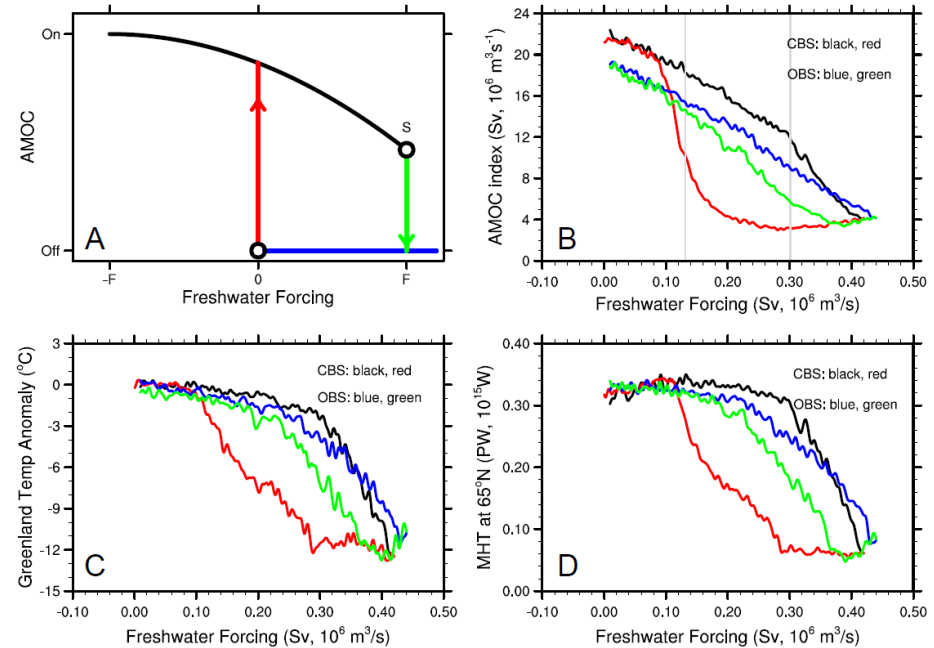 On
AMOC
S
A
Off
-F
0
F
Freshwater Forcing
24
20
16
12
8
4
0
AMOC index (Sv, 10⁶ m³s⁻¹)
CBS: black, red
OBS: blue, green
B
-0.10
0.00
0.10
0.20
0.30
0.40
0.50
Freshwater Forcing (Sv, 10⁶ m³/s)
3
0
-3
-6
-9
-12
-15
Greenland Temp Anomaly (°C)
CBS: black, red
OBS: blue, green
C
-0.10
0.00
0.10
0.20
0.30
0.40
0.50
Freshwater Forcing (Sv, 10⁶ m³/s)
0.40
0.30
0.20
0.10
0.00
MHT at 65°N (PW, 10¹⁵W)
CBS: black, red
OBS: blue, green
D
-0.10
0.00
0.10
0.20
0.30
0.40
0.50
Freshwater Forcing (Sv, 10⁶ m³/s)